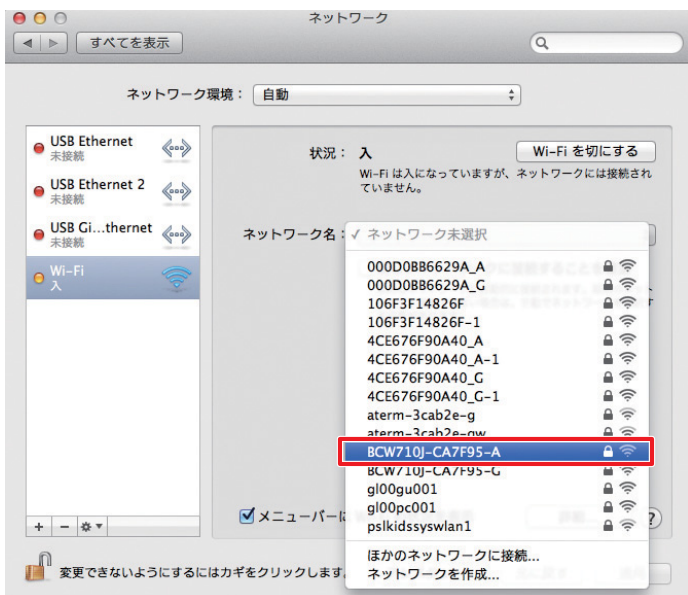 ネットワーク
すべてを表示
ネットワーク環境： 自動
USB Ethernet
未接続
USB Ethernet 2
未接続
USB Gi...thernet
未接続
Wi-Fi
入
状況： 入
Wi-Fi を切にする
Wi-Fi は入になっていますが、ネットワークには接続され
ていません。
ネットワーク名： ✓ ネットワーク未選択
000D0BB6629A_A
000D0BB6629A_G
106F3F14826F
106F3F14826F-1
4CE676F90A40_A
4CE676F90A40_A-1
4CE676F90A40_G
4CE676F90A40_G-1
aterm-3cab2e-g
aterm-3cab2e-gw
BCW710J-CA7F95-A
BCW710J-CA7F95-G
gl00gu001
gl00pc001
pslkidssyswlan1
ほかのネットワークに接続...
ネットワークを作成...
メニューバーに
?
+ −
変更できないようにするにはカギをクリックします。